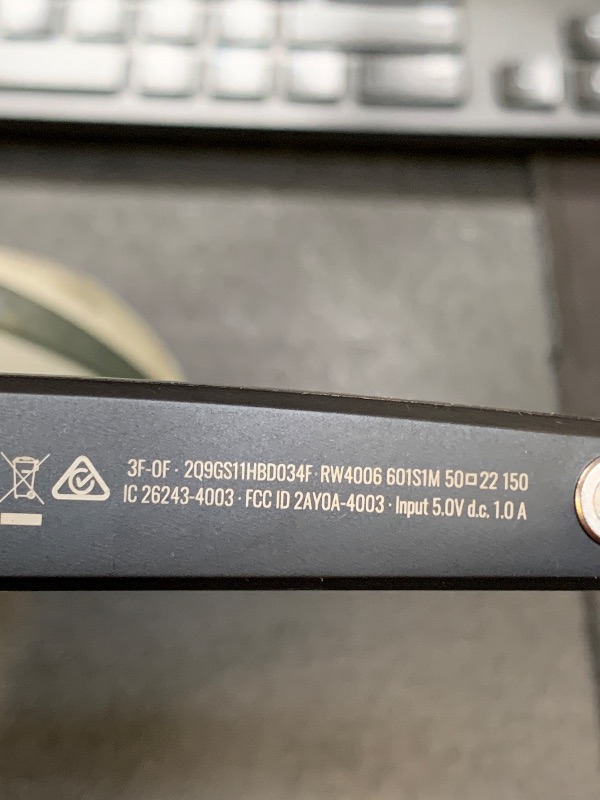 3F-0F · 2Q9GS11HBD034F · RW4006 601S1M 50□22 150
IC 26243-4003 · FCC ID 2AYOA-4003 · Input 5.0V d.c. 1.0 A